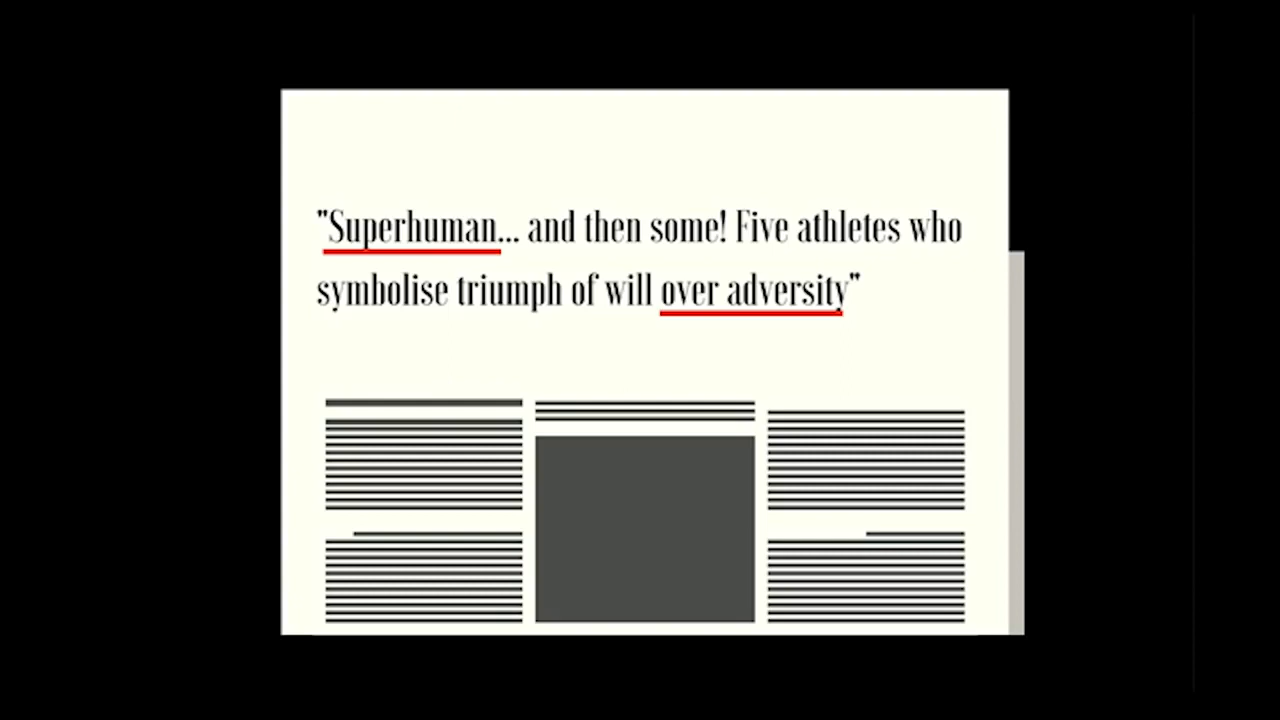 "Superhuman... and then some! Five athletes who
symbolise triumph of will over adversity"